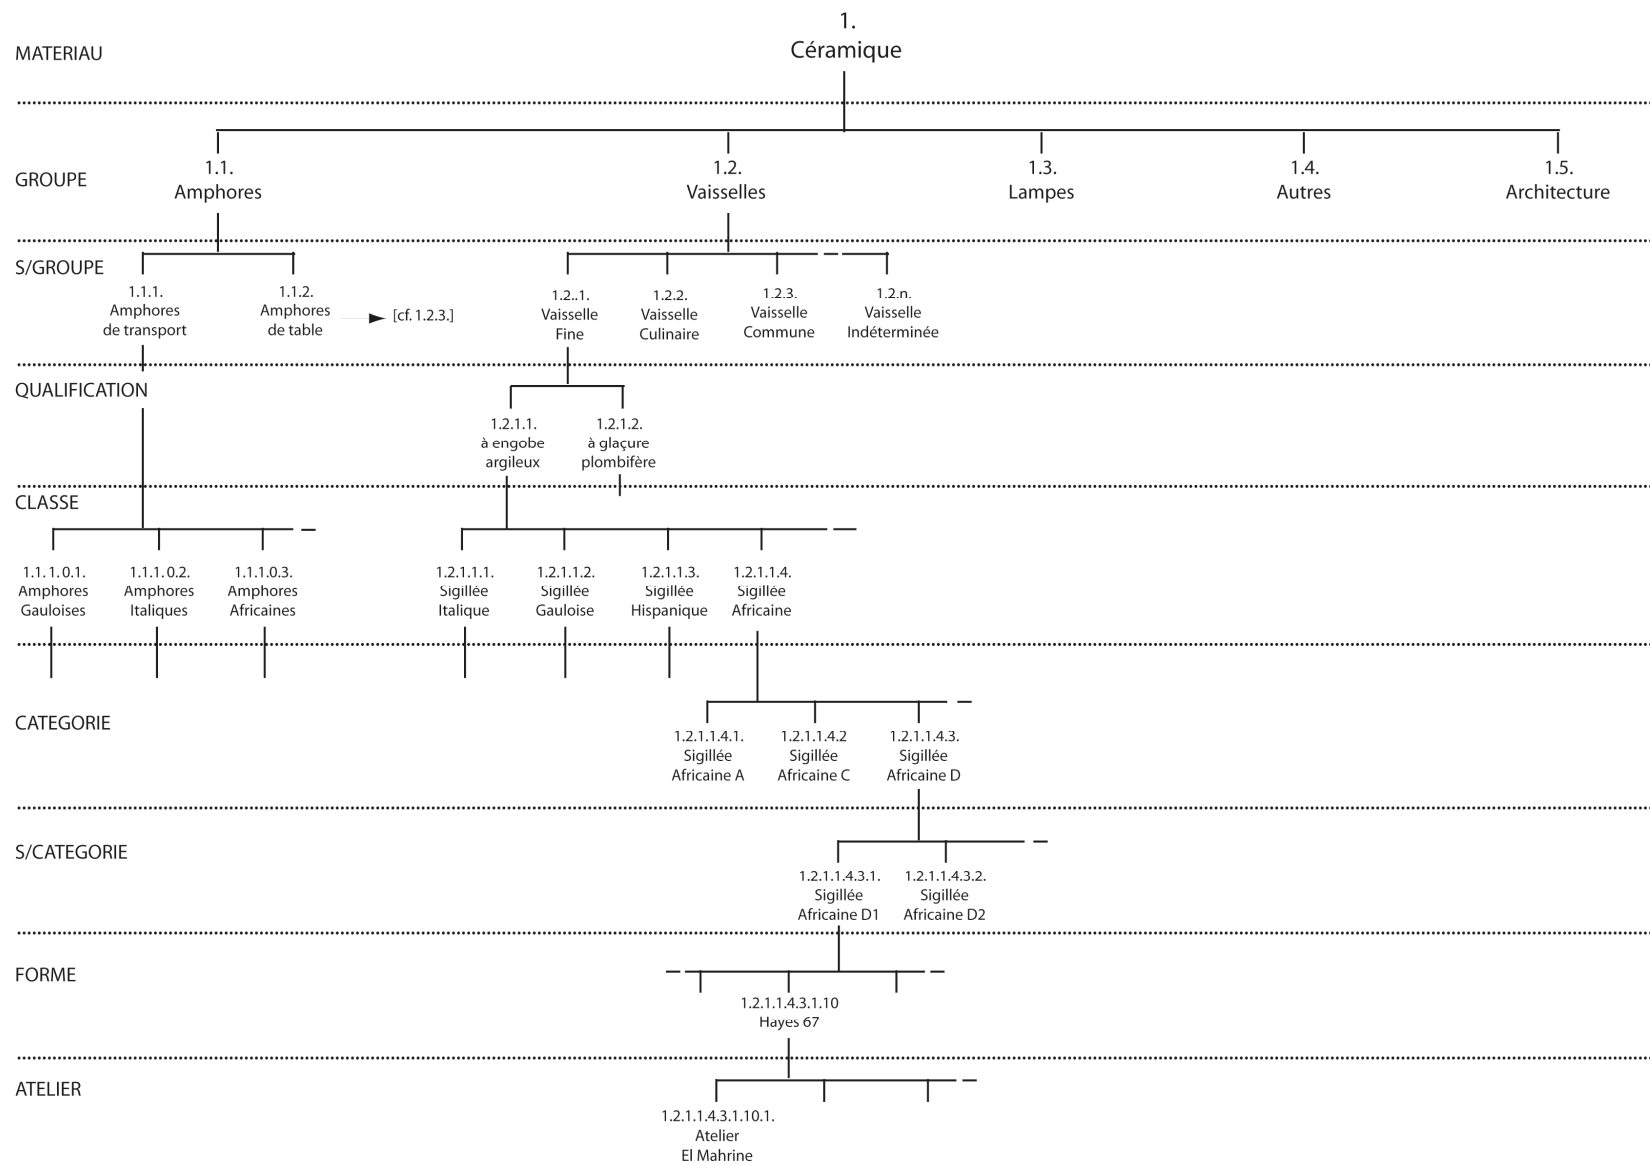 1.
Céramique
MATERIAU
GROUPE
1.1.
Amphores
1.2.
Vaisselles
1.3.
Lampes
1.4.
Autres
1.5.
Architecture
S/GROUPE
1.1.1.
Amphores
de transport
1.1.2.
Amphores
de table
[cf. 1.2.3.]
1.2..1.
Vaisselle
Fine
1.2.2.
Vaisselle
Culinaire
1.2.3.
Vaisselle
Commune
1.2.n.
Vaisselle
Indéterminée
QUALIFICATION
1.2.1.1.
à engobe
argileux
1.2.1.2.
à glaçure
plombifère
CLASSE
1.1.1.0.1.
Amphores
Gauloises
1.1.1.0.2.
Amphores
Italiques
1.1.1.0.3.
Amphores
Africaines
1.2.1.1.1.
Sigillée
Italique
1.2.1.1.2.
Sigillée
Gauloise
1.2.1.1.3.
Sigillée
Hispanique
1.2.1.1.4.
Sigillée
Africaine
CATEGORIE
1.2.1.1.4.1.
Sigillée
Africaine A
1.2.1.1.4.2
Sigillée
Africaine C
1.2.1.1.4.3.
Sigillée
Africaine D
S/CATEGORIE
1.2.1.1.4.3.1.
Sigillée
Africaine D1
1.2.1.1.4.3.2.
Sigillée
Africaine D2
FORME
1.2.1.1.4.3.1.10
Hayes 67
ATELIER
1.2.1.1.4.3.1.10.1.
Atelier
El Mahrine